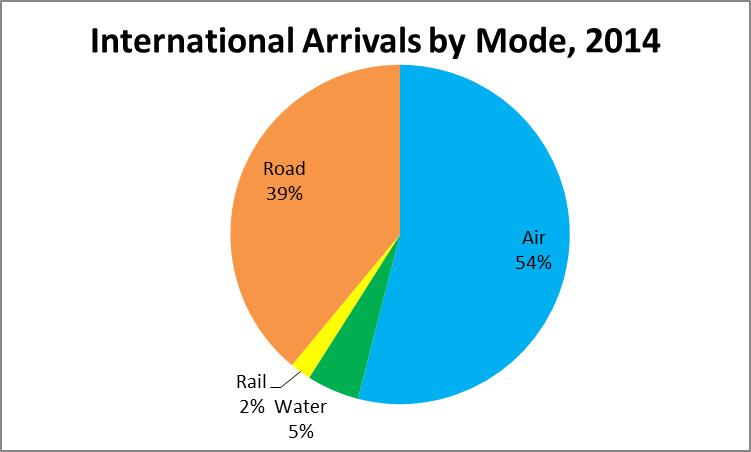 International Arrivals by Mode, 2014
Road
39%
Air
54%
Rail
2%
Water
5%